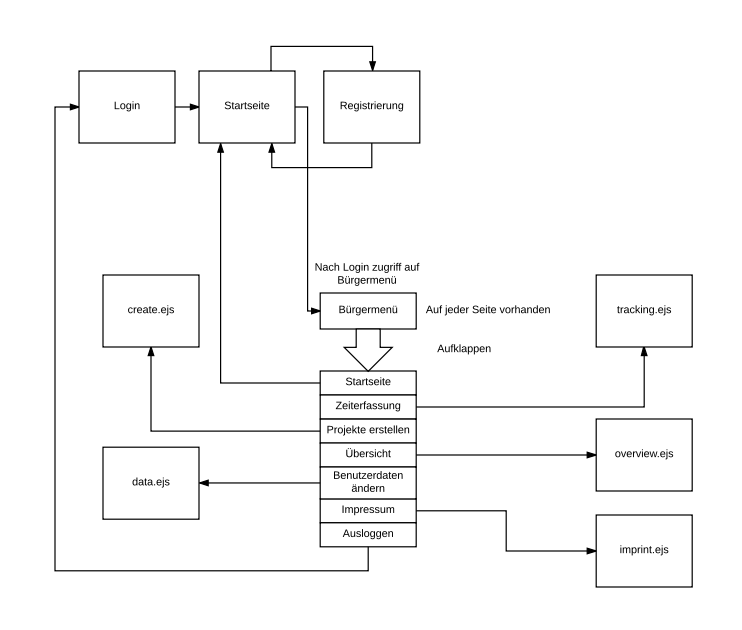 Login
Startseite
Registrierung
Nach Login zugriff auf
Bürgermenü
create.ejs
Bürgermenü
Auf jeder Seite vorhanden
tracking.ejs
Aufklappen
Startseite
Zeiterfassung
Projekte erstellen
Übersicht
overview.ejs
Benutzerdaten
ändern
data.ejs
Impressum
Ausloggen
imprint.ejs